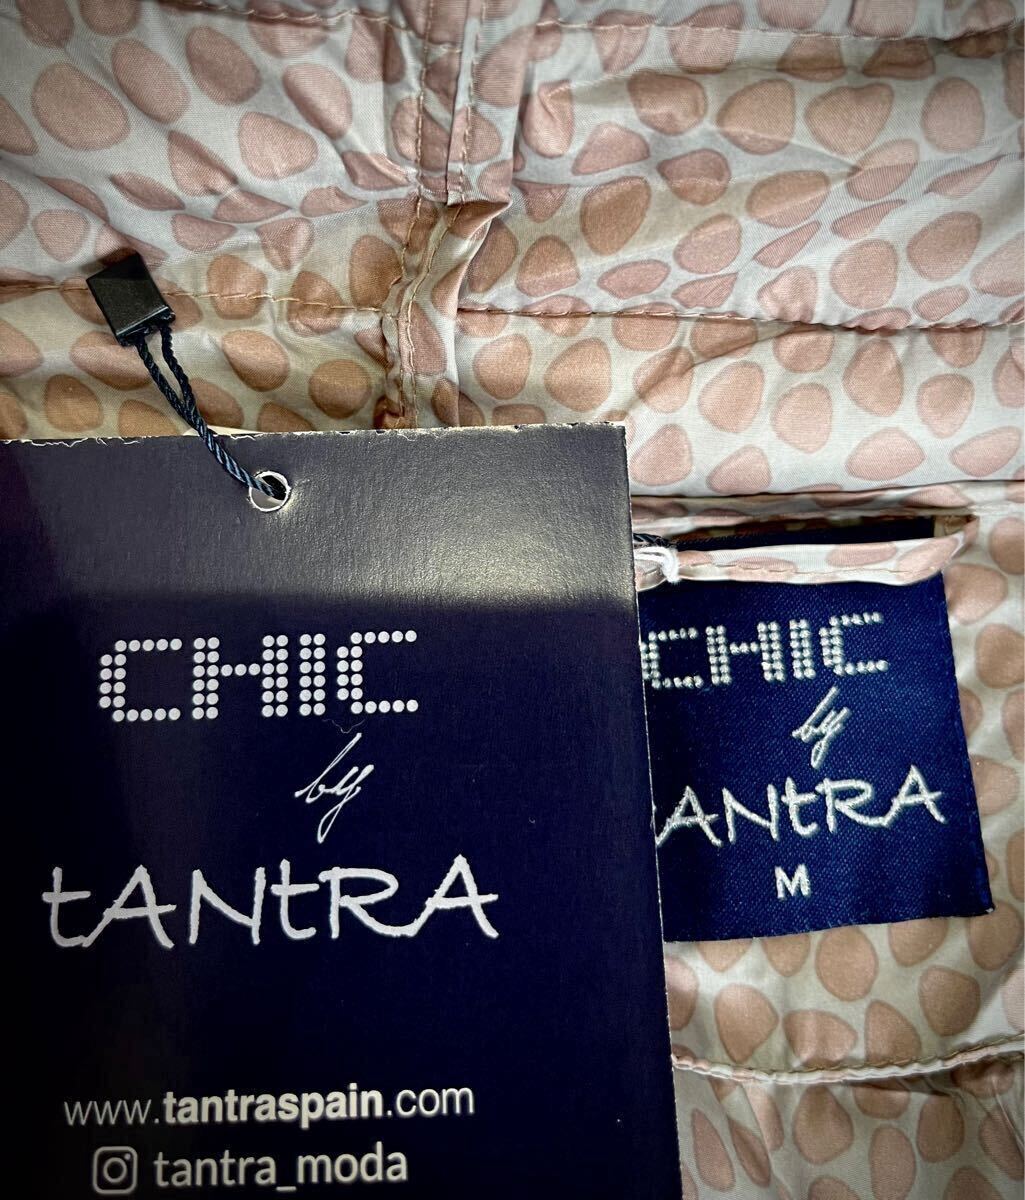 CHIC
by
tANtRA
www.tantraspain.com
tantra_moda
CHIC
by
tANtRA
M